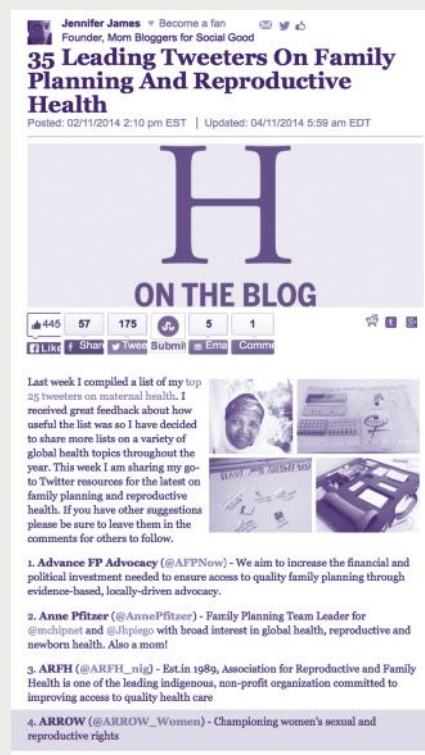 Jennifer James ♥ Become a fan
Founder, Mom Bloggers for Social Good
35 Leading Tweeters On Family
Planning And Reproductive
Health
Posted: 02/11/2014 2:10 pm EST | Updated: 04/11/2014 5:59 am EDT
H
ON THE BLOG
445 57 175 5 1
Like Shar Twee Submit Ema Comme
Last week I compiled a list of my top
25 tweeters on maternal health. I
received great feedback about how
useful the list was so I have decided
to share more lists on a variety of
global health topics throughout the
year. This week I am sharing my go-
to Twitter resources for the latest on
family planning and reproductive
health. If you have other suggestions
please be sure to leave them in the
comments for others to follow.
1. Advance FP Advocacy (@AFPNow) - We aim to increase the financial and
political investment needed to ensure access to quality family planning through
evidence-based, locally-driven advocacy.
2. Anne Pfitzer (@AnnePfitzer) - Family Planning Team Leader for
@mchipnet and @Jhpiego with broad interest in global health, reproductive and
newborn health. Also a mom!
3. ARFH (@ARFH_nig) - Est.in 1989, Association for Reproductive and Family
Health is one of the leading indigenous, non-profit organization committed to
improving access to quality health care
4. ARROW (@ARROW_Women) - Championing women's sexual and
reproductive rights